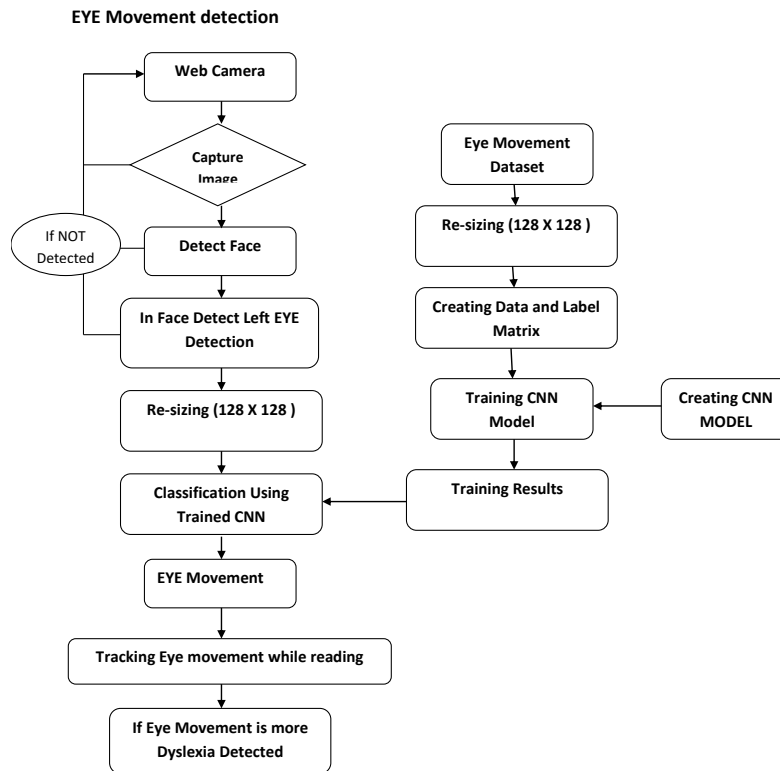 EYE Movement detection
Web Camera
Capture
Image
If NOT
Detected
Detect Face
In Face Detect Left EYE
Detection
Re-sizing (128 X 128 )
Classification Using
Trained CNN
EYE Movement
Tracking Eye movement while reading
If Eye Movement is more
Dyslexia Detected
Eye Movement
Dataset
Re-sizing (128 X 128 )
Creating Data and Label
Matrix
Training CNN
Model
Creating CNN
MODEL
Training Results